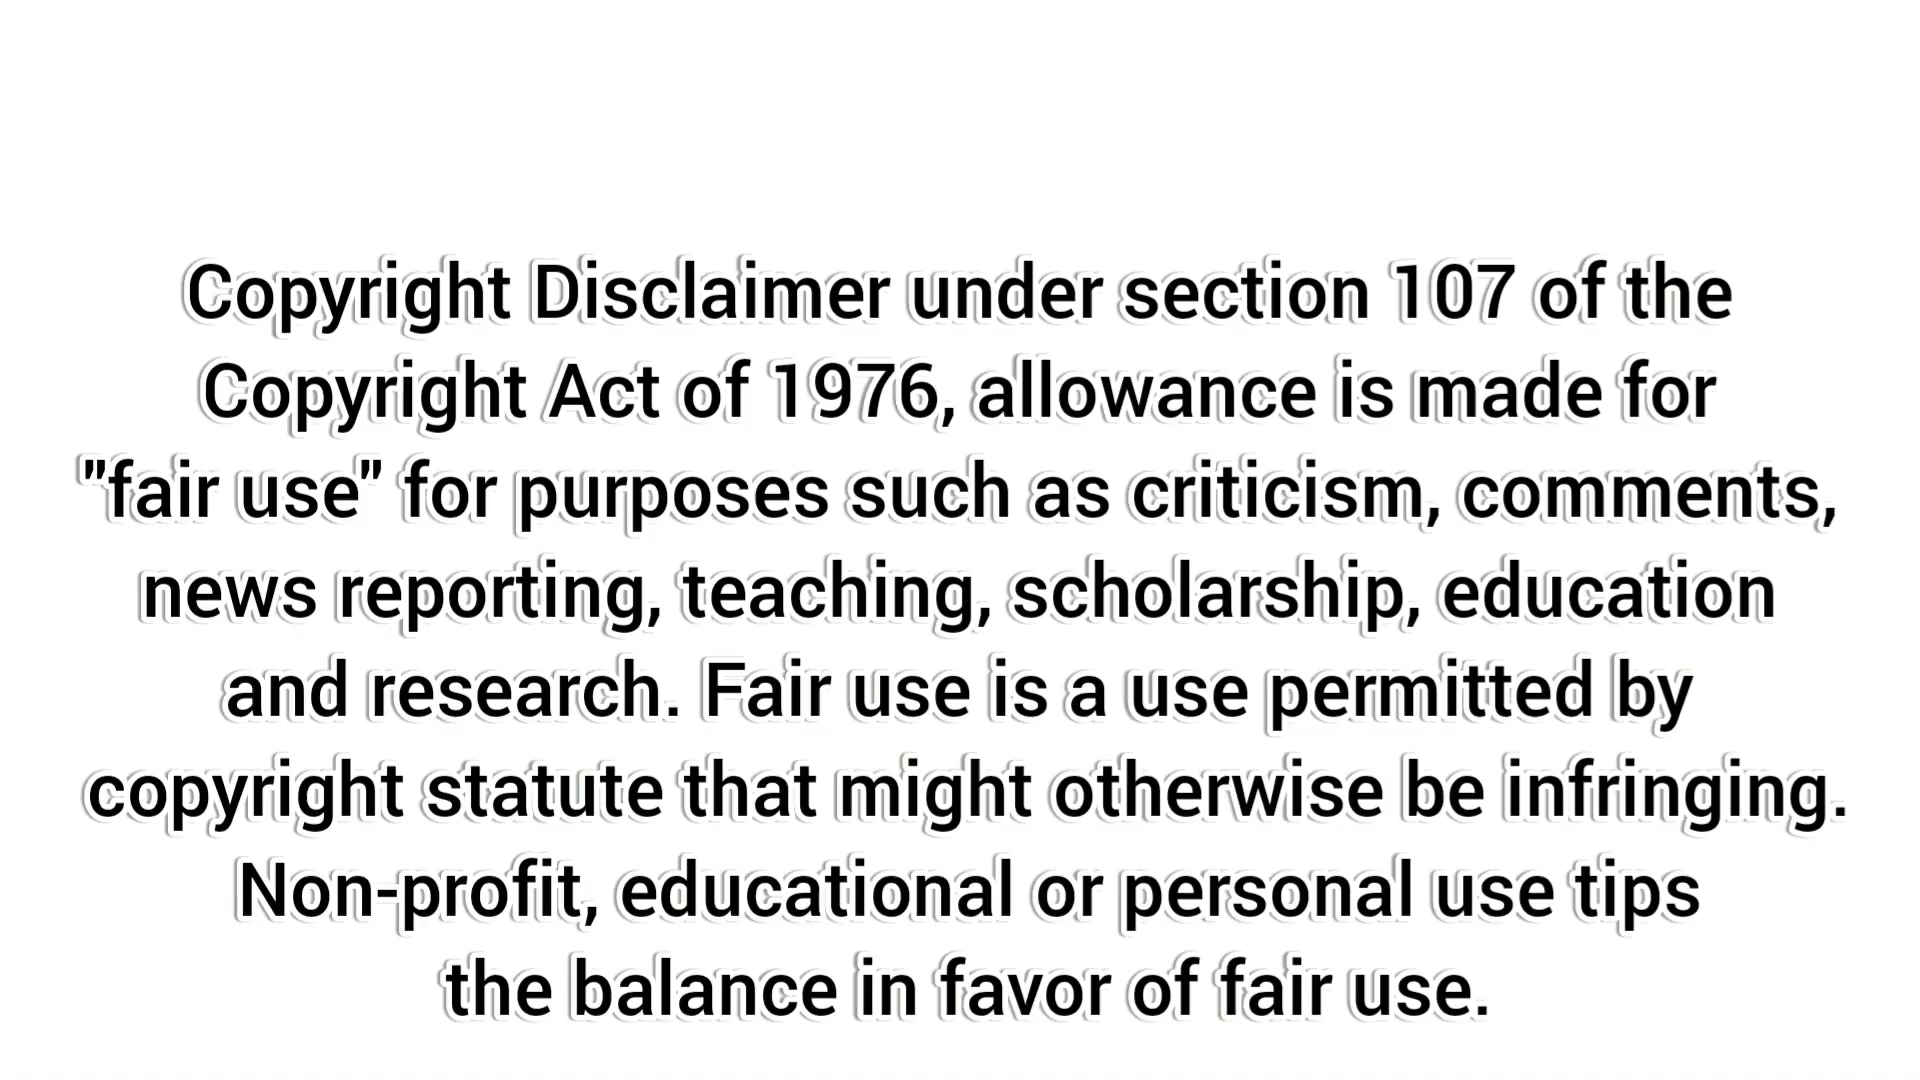 Copyright Disclaimer under section 107 of the
Copyright Act of 1976, allowance is made for
"fair use" for purposes such as criticism, comments,
news reporting, teaching, scholarship, education
and research. Fair use is a use permitted by
copyright statute that might otherwise be infringing.
Non-profit, educational or personal use tips
the balance in favor of fair use.